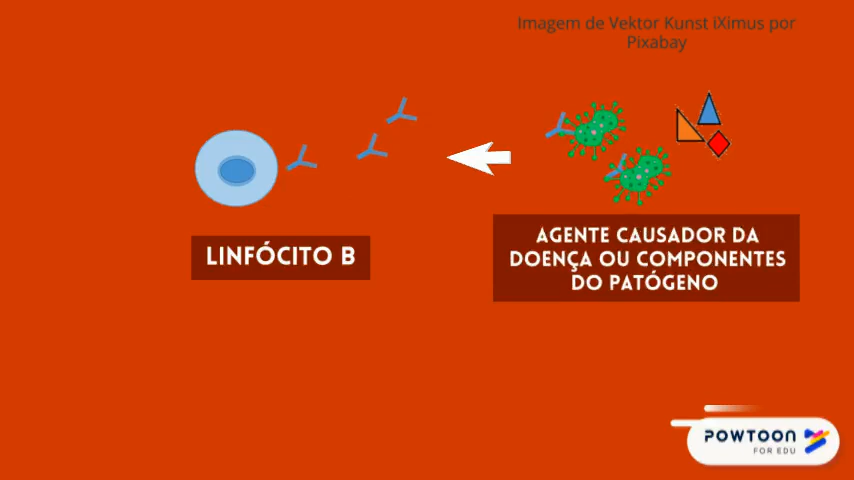 Imagem de Vektor Kunst iXimus por
Pixabay
LINFÓCITO B
AGENTE CAUSADOR DA
DOENÇA OU COMPONENTES
DO PATÓGENO
POWTOON
FOR EDU